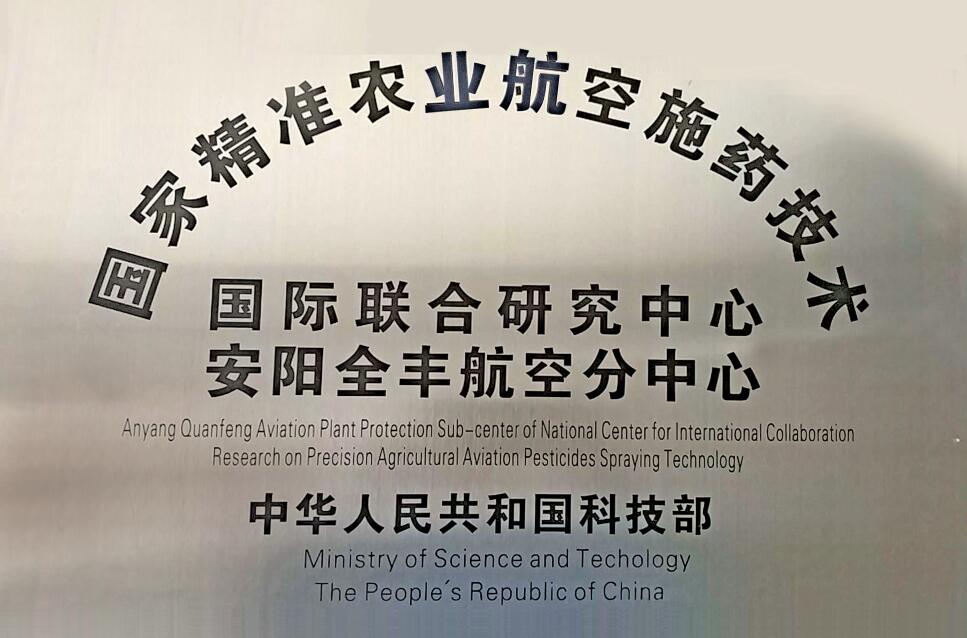 国家精准农业航空施药技术
国际联合研究中心
安阳全丰航空分中心
Anyang Quanfeng Aviation Plant Protection Sub-center of National Center for International Collaboration
Research on Precision Agricultural Aviation Pesticides Spraying Technology
中华人民共和国科技部
Ministry of Science and Techology
The People´s Republic of China